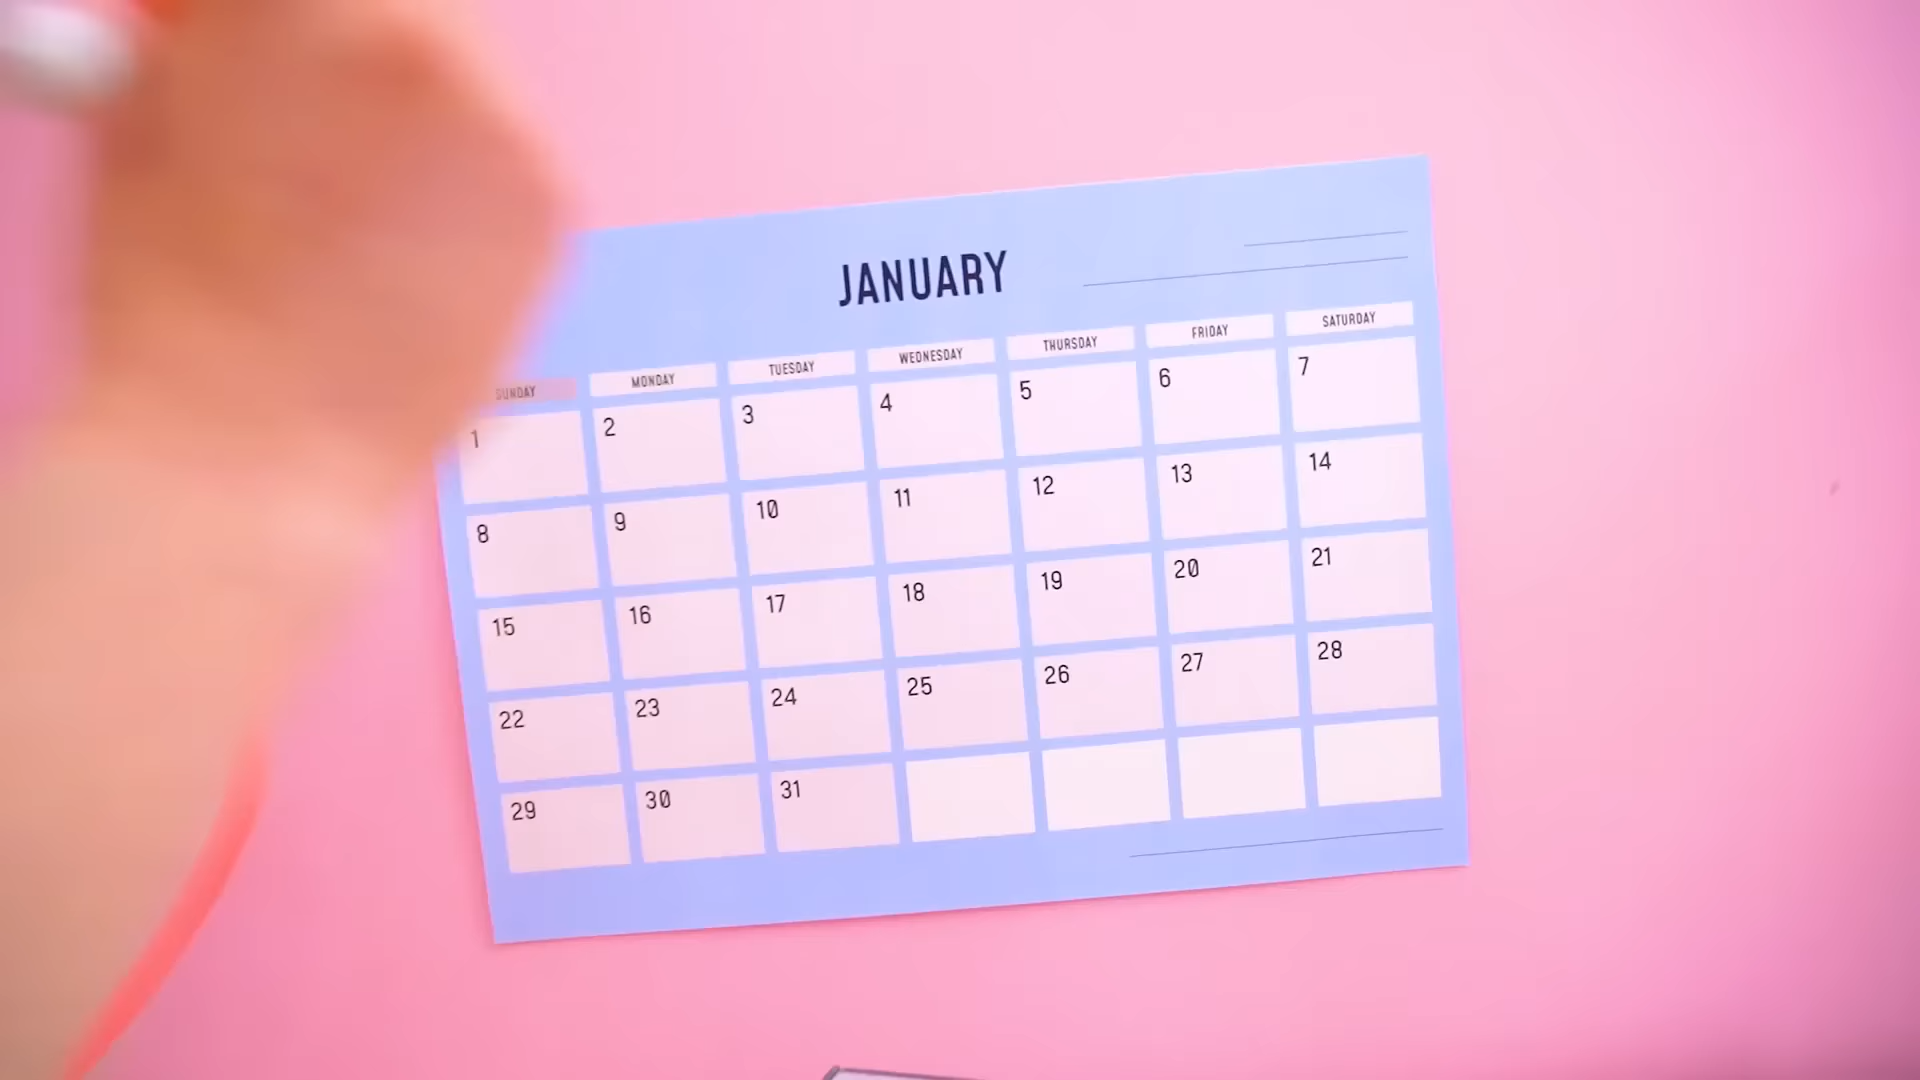 JANUARY
SUNDAY MONDAY TUESDAY WEDNESDAY THURSDAY FRIDAY SATURDAY
1 2 3 4 5 6 7
8 9 10 11 12 13 14
15 16 17 18 19 20 21
22 23 24 25 26 27 28
29 30 31